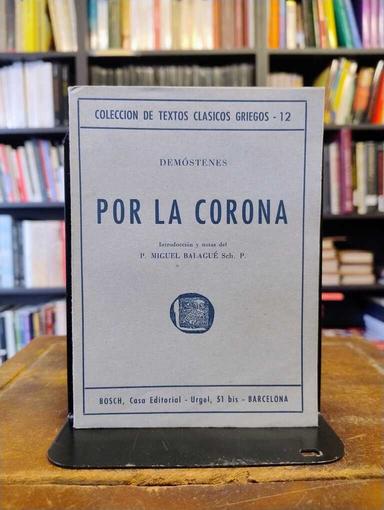 COLECCION DE TEXTOS CLASICOS GRIEGOS - 12
DEMÓSTENES
POR LA CORONA
Introducción y notas del
P. MIGUEL BALAGUÉ Sch. P.
BOSCH, Casa Editorial - Urgel, 51 bis - BARCELONA